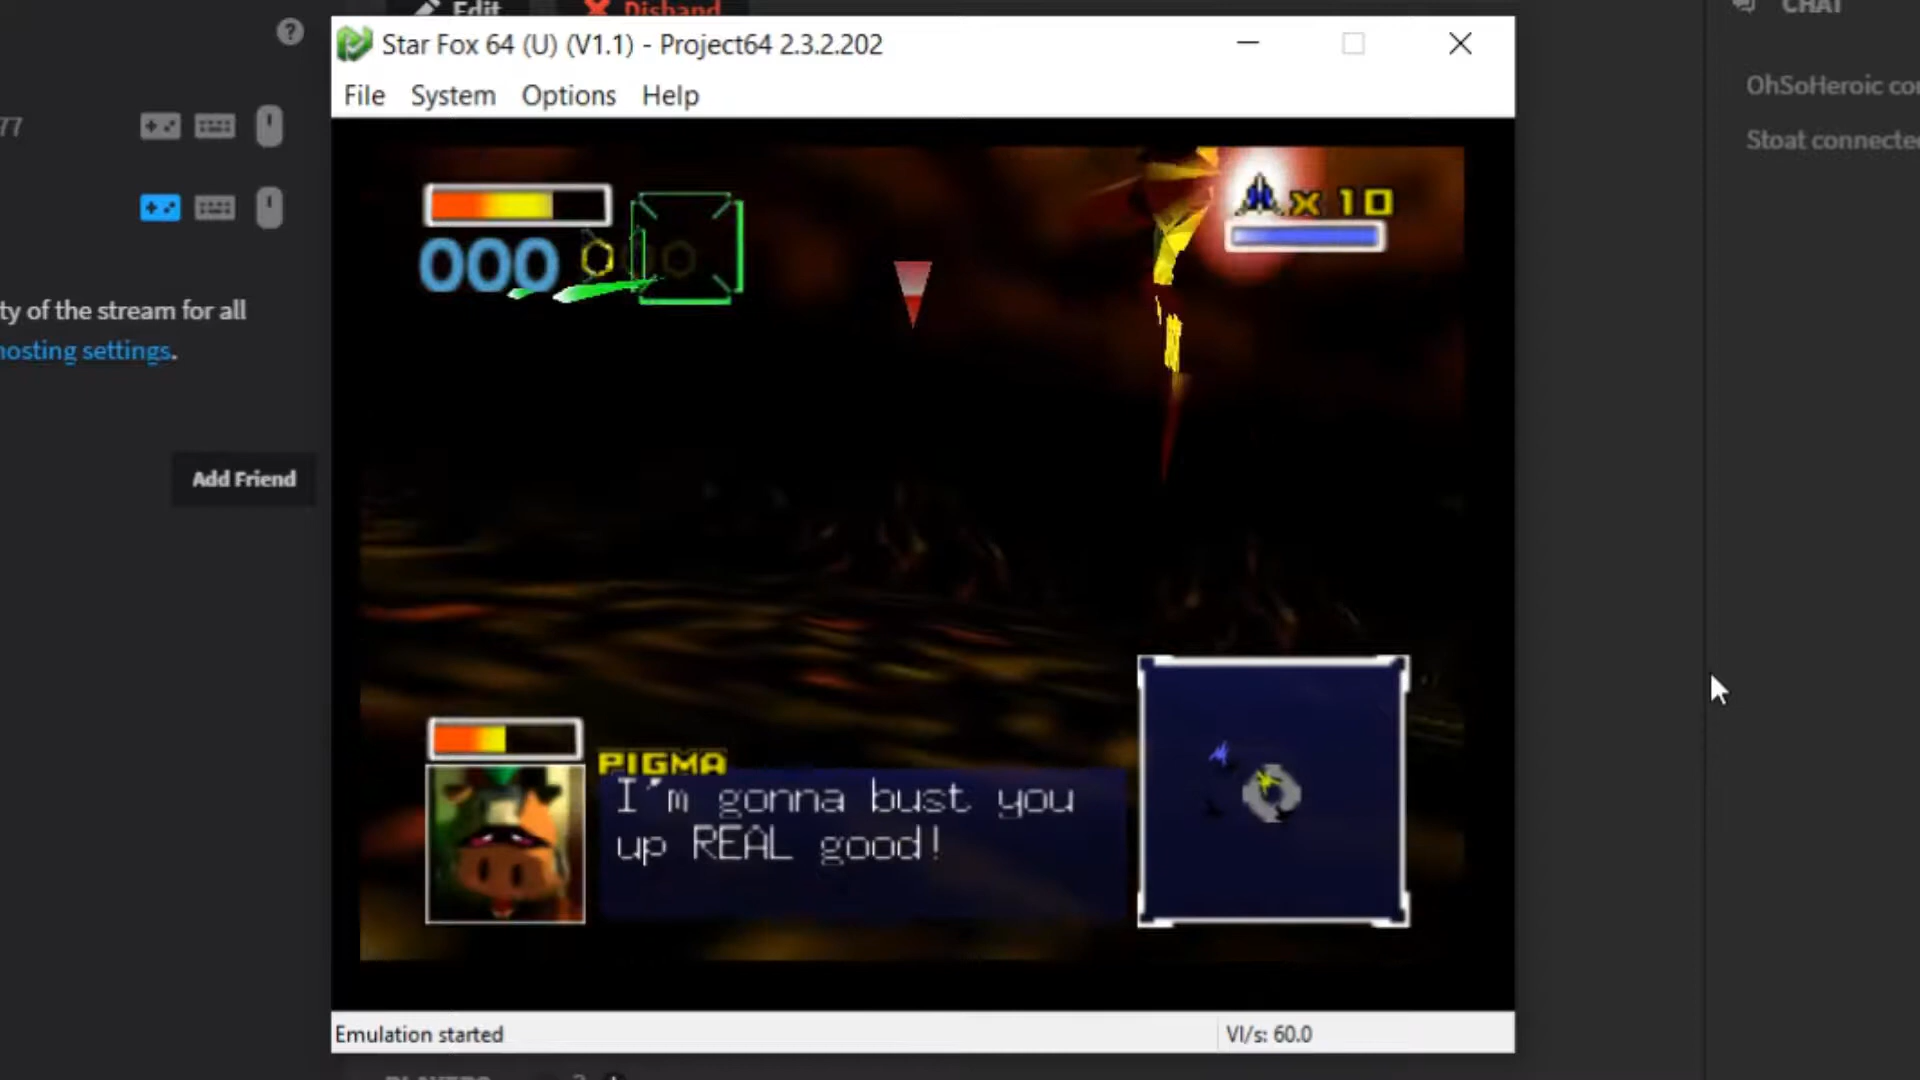 Edit
Disband
CHAT
Star Fox 64 (U) (V1.1) - Project64 2.3.2.202
File System Options Help
OhSoHeroic
77
Stoat connected
x 10
000
ty of the stream for all
hosting settings.
Add Friend
PIGMA
I'm gonna bust you
up REAL good!
Emulation started
VI/s: 60.0